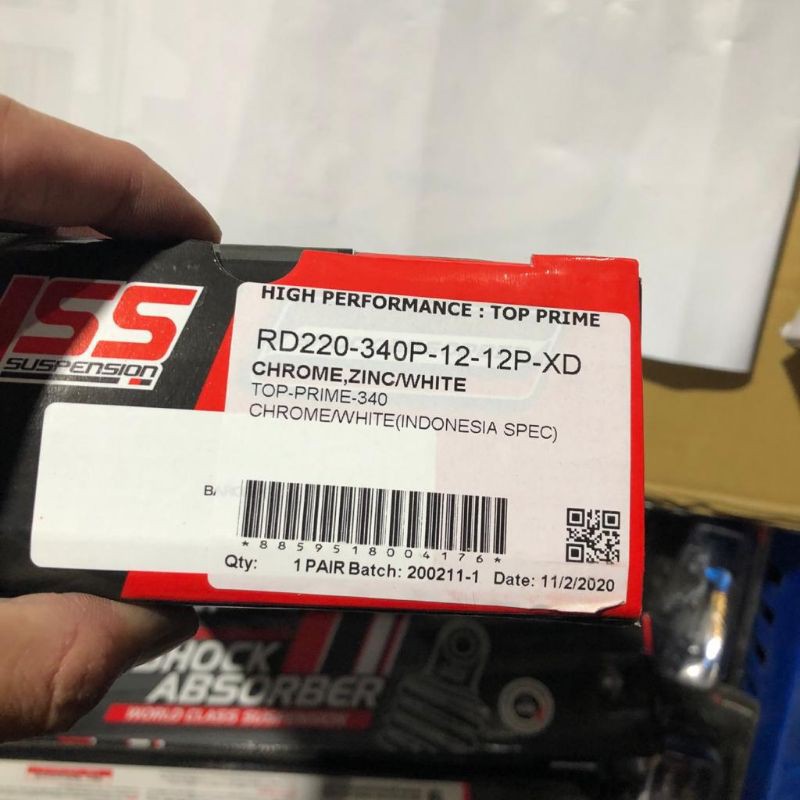 HIGH PERFORMANCE : TOP PRIME
RD220-340P-12-12P-XD
CHROME,ZINC/WHITE
TOP-PRIME-340
CHROME/WHITE(INDONESIA SPEC)
*8859518004176*
Qty: 1 PAIR Batch: 200211-1 Date: 11/2/2020
ISS
SUSPENSION
SHOCK
ABSORBER
WORLD CLASS SUSPENSION